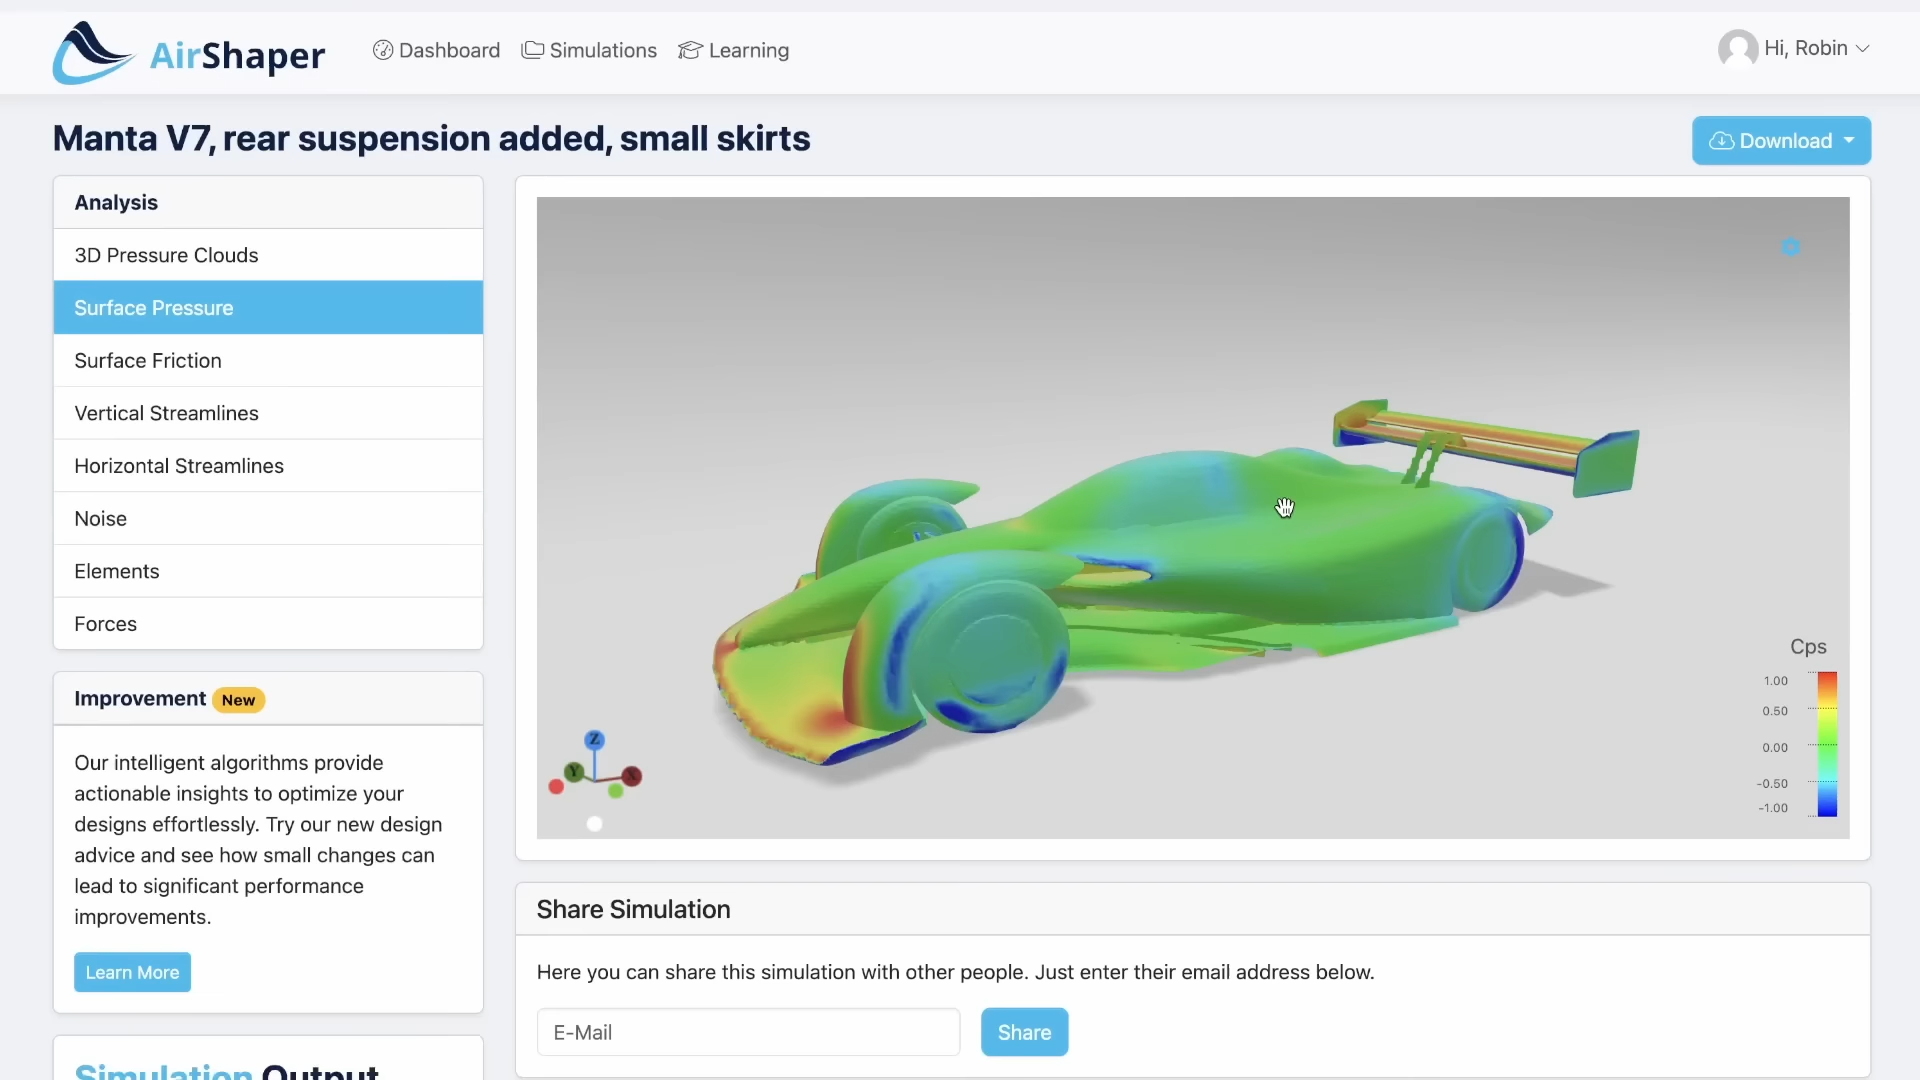 AirShaper
Dashboard
Simulations
Learning
Hi, Robin
Manta V7, rear suspension added, small skirts
Download
Analysis
3D Pressure Clouds
Surface Pressure
Surface Friction
Vertical Streamlines
Horizontal Streamlines
Noise
Elements
Forces
Improvement New
Our intelligent algorithms provide
actionable insights to optimize your
designs effortlessly. Try our new design
advice and see how small changes can
lead to significant performance
improvements.
Learn More
Simulation Output
Z
Y
X
Cps
1.00
0.50
0.00
-0.50
-1.00
Share Simulation
Here you can share this simulation with other people. Just enter their email address below.
E-Mail
Share